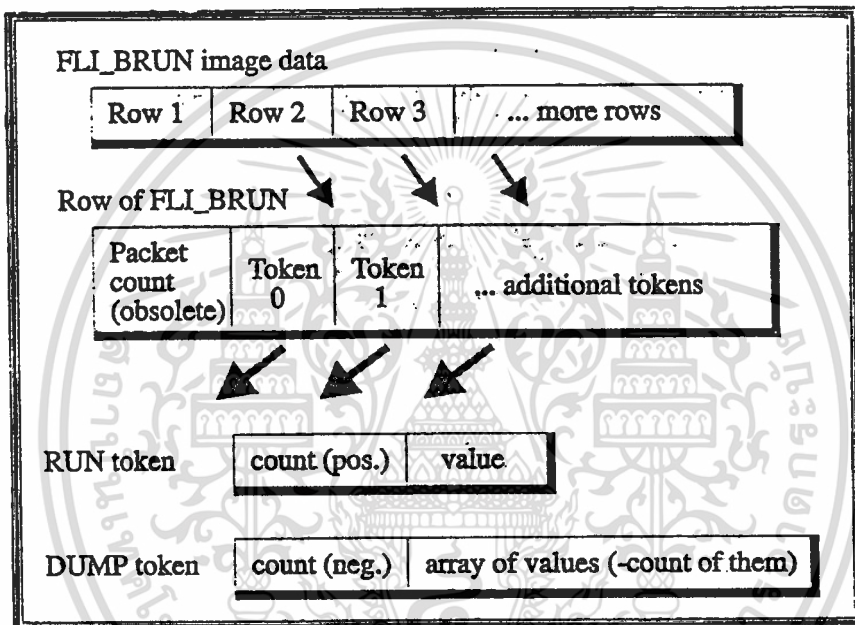 FLI_BRUN image data
Row 1 Row 2 Row 3 ... more rows
Row of FLI_BRUN
Packet count (obsolete) Token 0 Token 1 ... additional tokens
RUN token count (pos.) value
DUMP token count (neg.) array of values (-count of them)